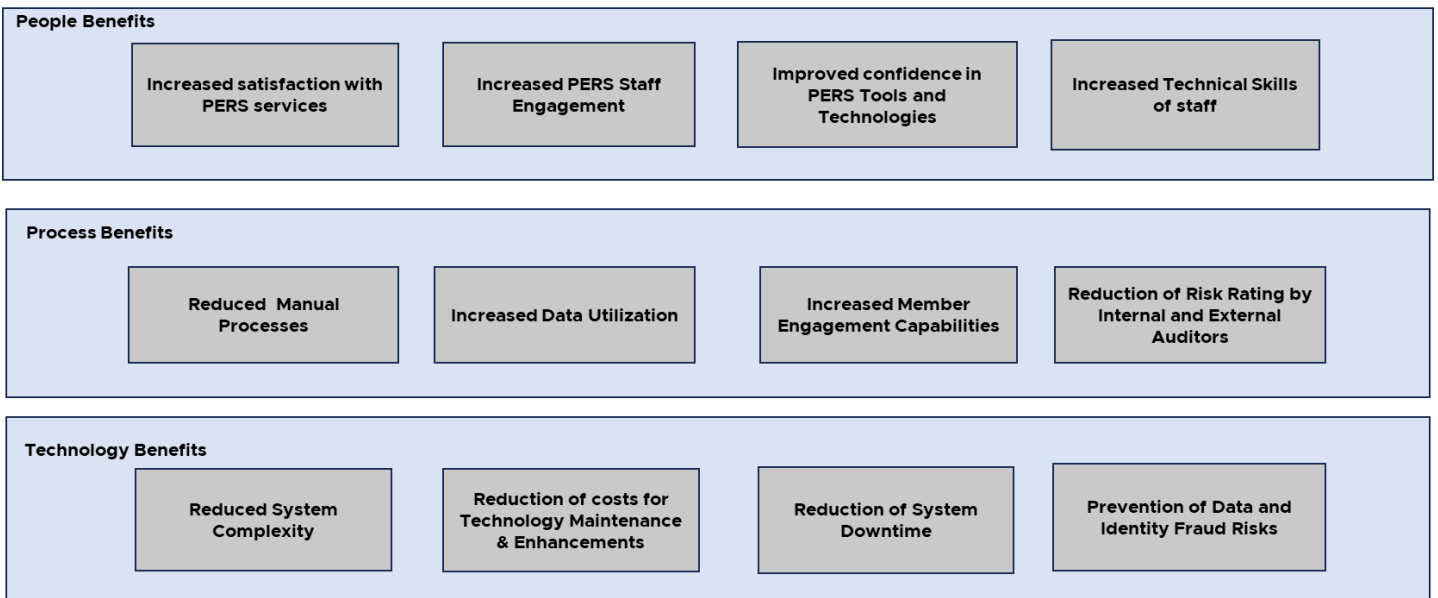 People Benefits
Increased satisfaction with
PERS services
Increased PERS Staff
Engagement
Improved confidence in
PERS Tools and
Technologies
Increased Technical Skills
of staff
Process Benefits
Reduced  Manual
Processes
Increased Data Utilization
Increased Member
Engagement Capabilities
Reduction of Risk Rating by
Internal and External
Auditors
Technology Benefits
Reduced System
Complexity
Reduction of costs for
Technology Maintenance
& Enhancements
Reduction of System
Downtime
Prevention of Data and
Identity Fraud Risks